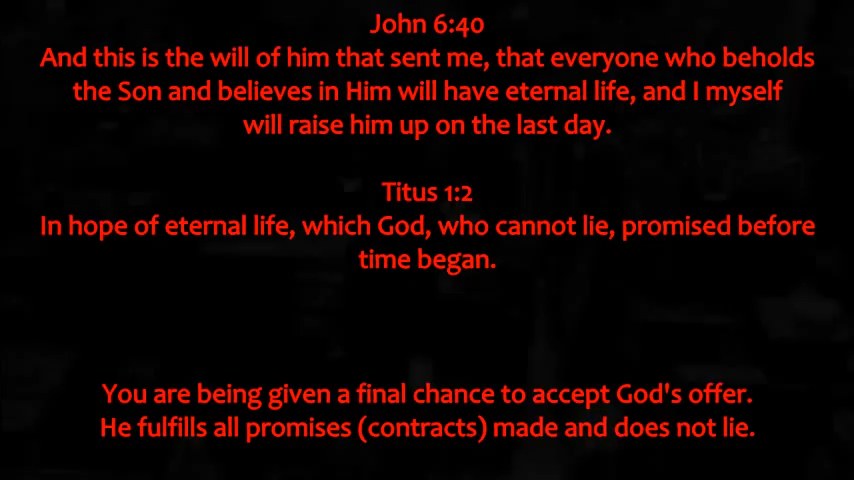 John 6:40
And this is the will of him that sent me, that everyone who beholds
the Son and believes in Him will have eternal life, and I myself
will raise him up on the last day.
Titus 1:2
In hope of eternal life, which God, who cannot lie, promised before
time began.
You are being given a final chance to accept God's offer.
He fulfills all promises (contracts) made and does not lie.